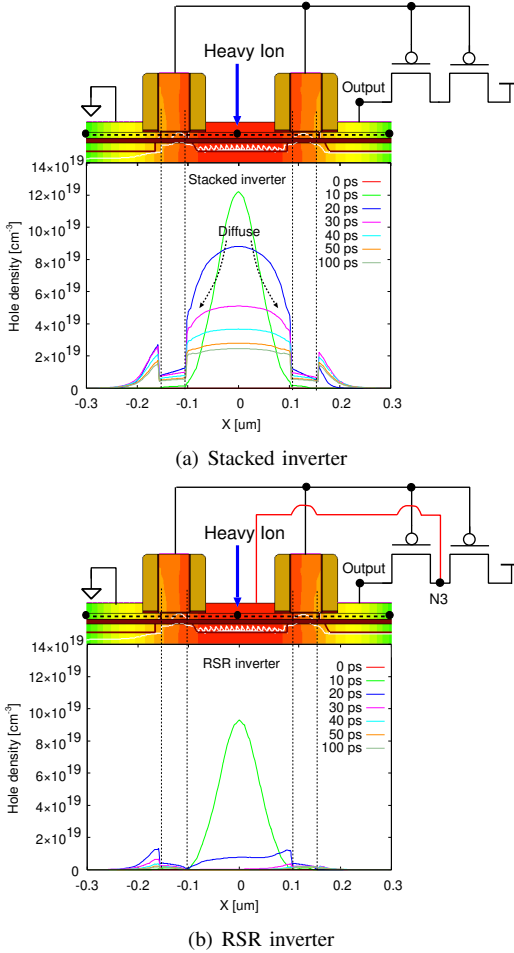 Heavy Ion
Output
14×10^19
12×10^19
10×10^19
8×10^19
6×10^19
4×10^19
2×10^19
0
Hole density [cm^-3]
Stacked inverter
Diffuse
0 ps
10 ps
20 ps
30 ps
40 ps
50 ps
100 ps
-0.3 -0.2 -0.1 0 0.1 0.2 0.3
X [um]
(a) Stacked inverter
Heavy Ion
Output
N3
14×10^19
12×10^19
10×10^19
8×10^19
6×10^19
4×10^19
2×10^19
0
Hole density [cm^-3]
RSR inverter
0 ps
10 ps
20 ps
30 ps
40 ps
50 ps
100 ps
-0.3 -0.2 -0.1 0 0.1 0.2 0.3
X [um]
(b) RSR inverter